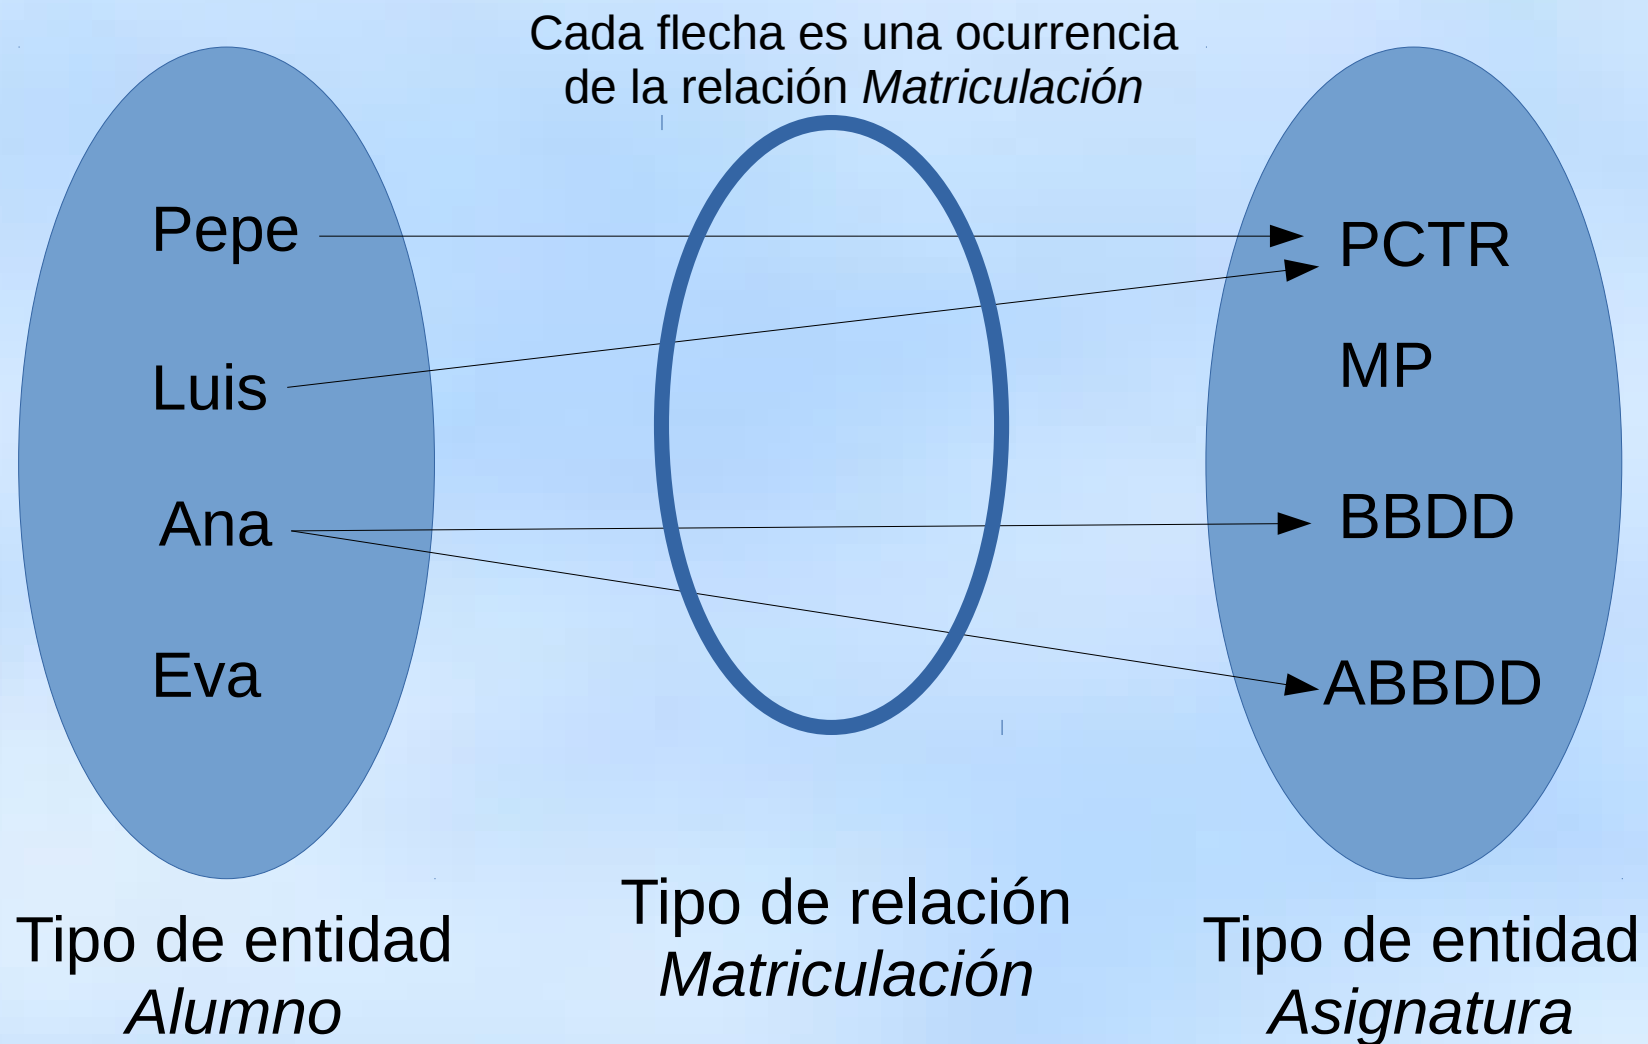 Cada flecha es una ocurrencia
de la relación Matriculación
Pepe
Luis
Ana
Eva
PCTR
MP
BBDD
ABBDD
Tipo de entidad
Alumno
Tipo de relación
Matriculación
Tipo de entidad
Asignatura